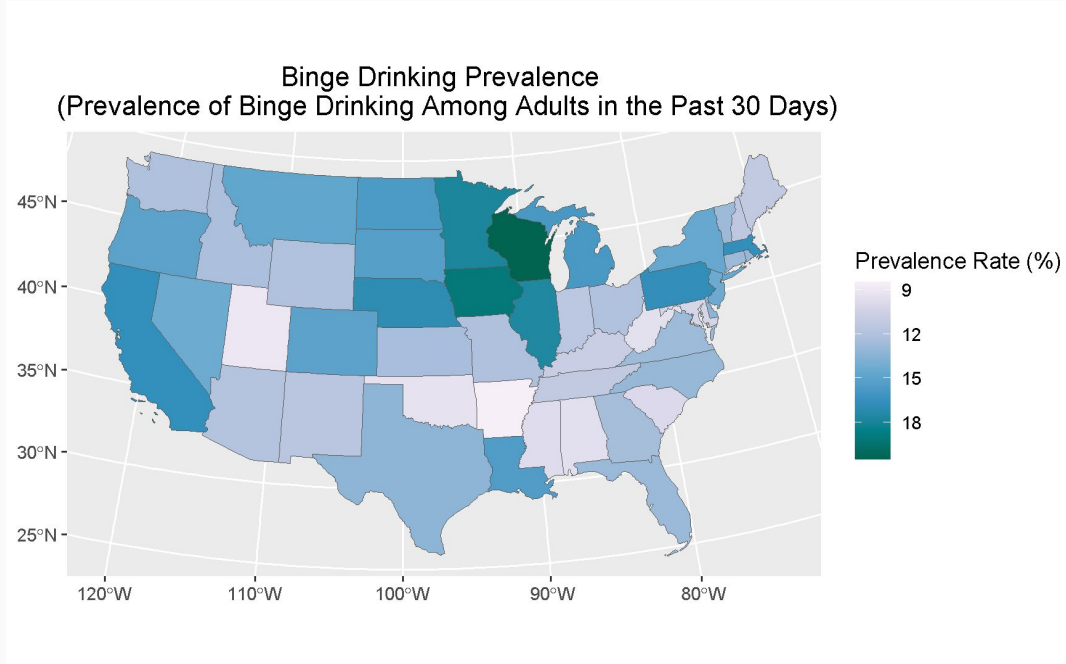 Binge Drinking Prevalence
(Prevalence of Binge Drinking Among Adults in the Past 30 Days)
45°N
40°N
35°N
30°N
25°N
120°W 110°W 100°W 90°W 80°W
Prevalence Rate (%)
9
12
15
18